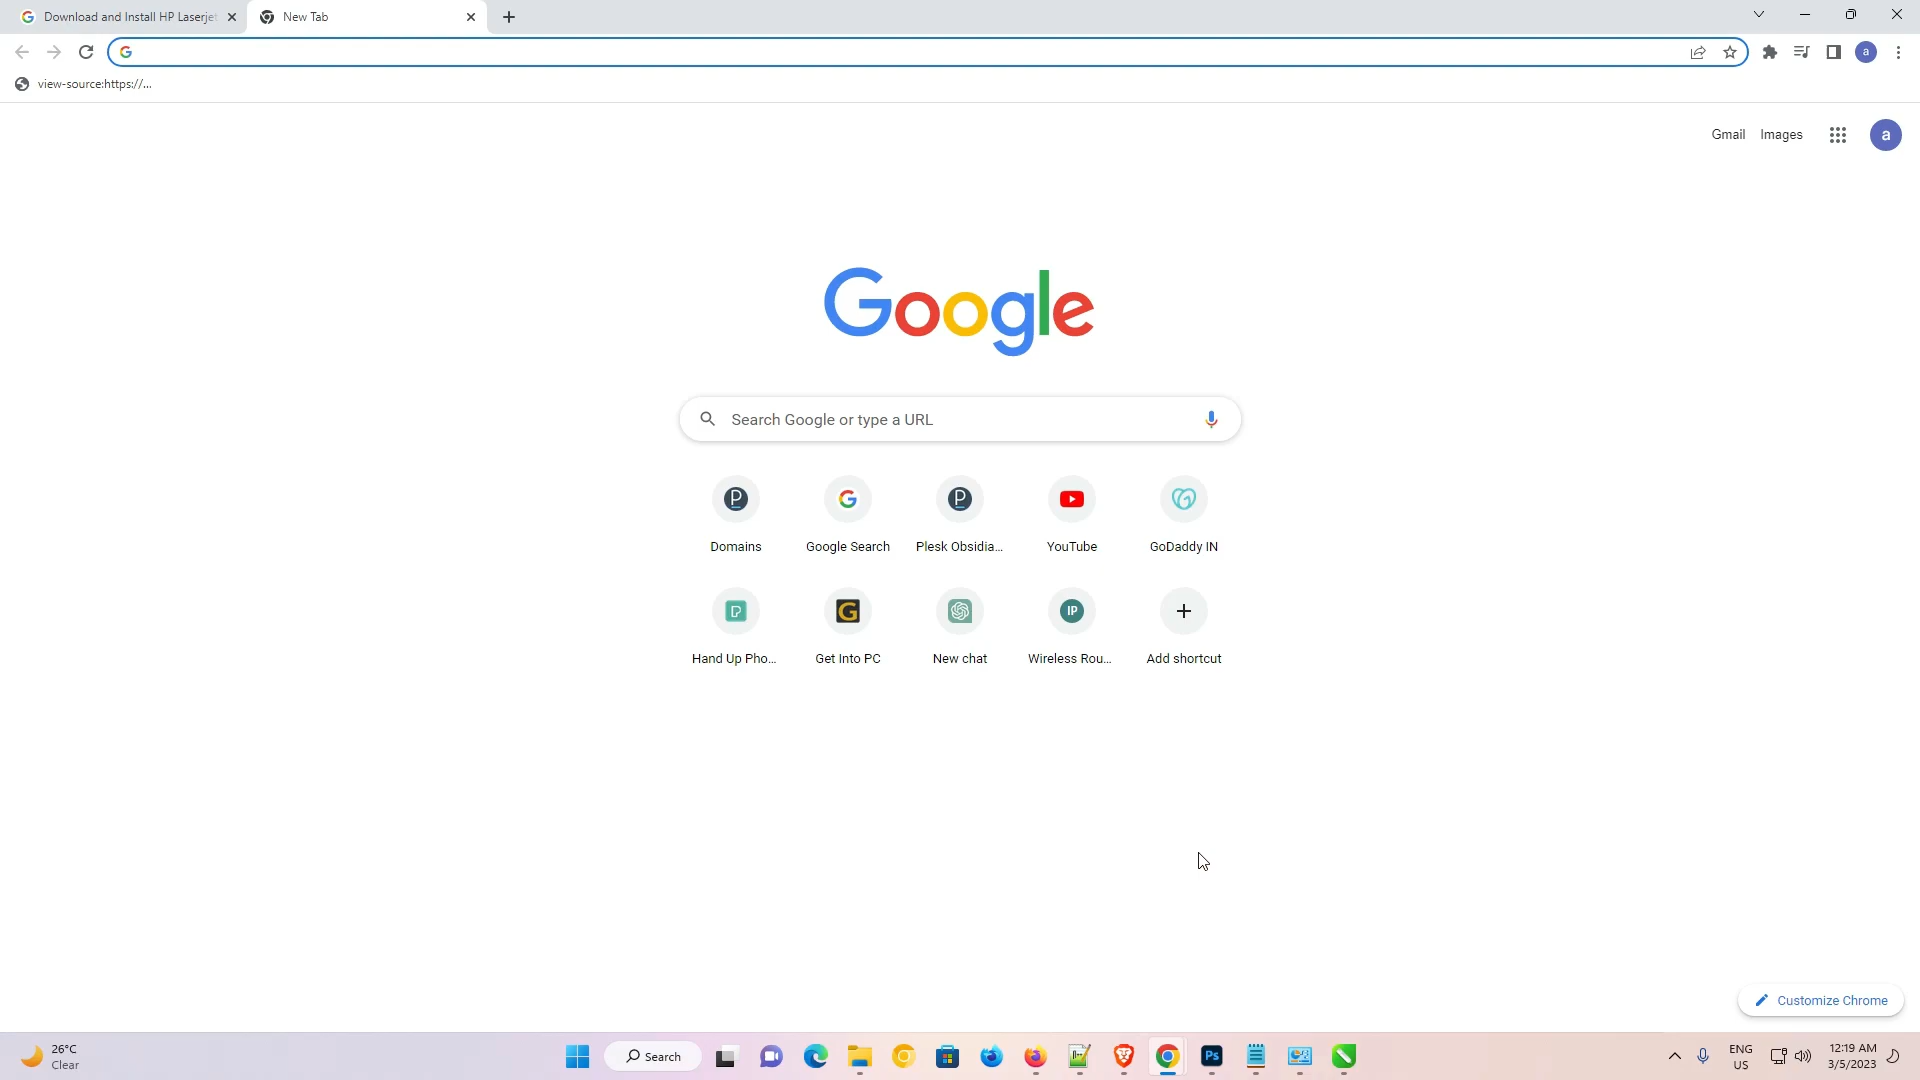 Download and Install HP Laserjet
New Tab
view-source:https://...
a
Gmail
Images
a
Google
Search Google or type a URL
Domains
Google Search
Plesk Obsidia...
YouTube
GoDaddy IN
IP
Hand Up Pho...
Get Into PC
New chat
Wireless Rou...
Add shortcut
Customize Chrome
26°C
Clear
Search
Ps
ENG
US
12:19 AM
3/5/2023